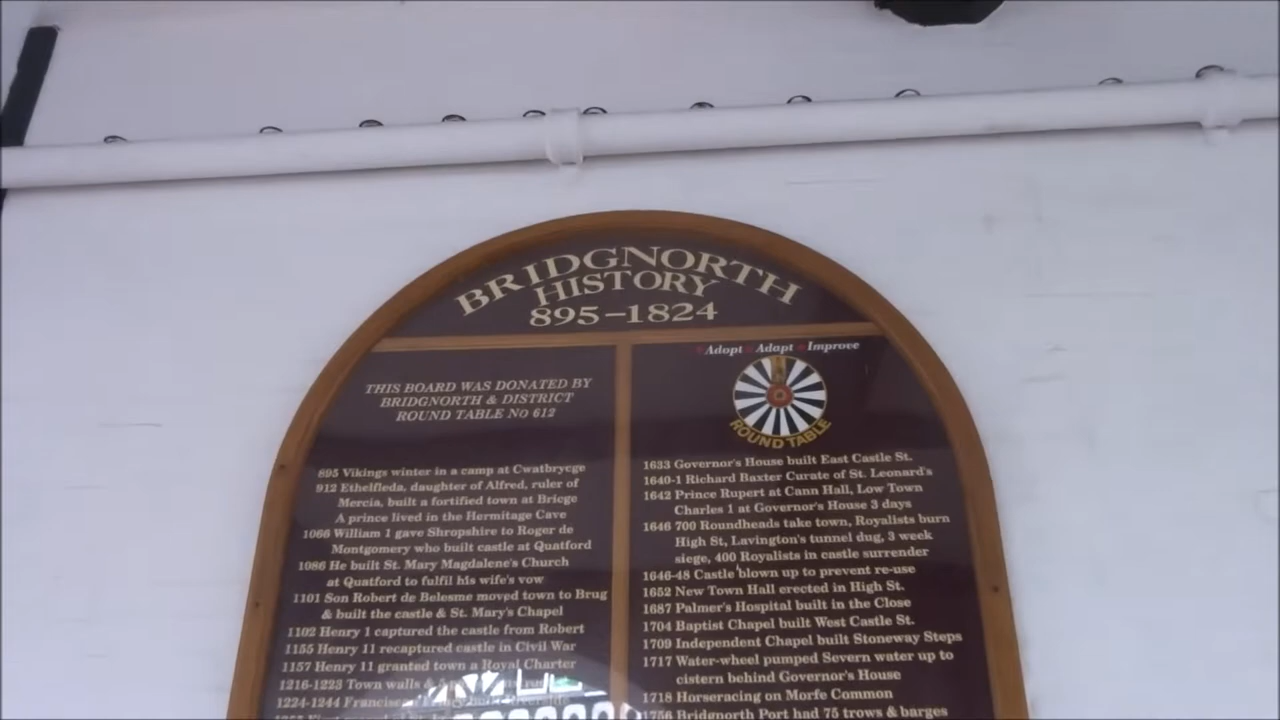 BRIDGNORTH
HISTORY
895-1824
THIS BOARD WAS DONATED BY
BRIDGNORTH & DISTRICT
ROUND TABLE No 612
895 Vikings winter in a camp at Cwatbrycge
912 Ethelfleda, daughter of Alfred, ruler of
Mercia, built a fortified town at Bricge
A prince lived in the Hermitage Cave
1066 William 1 gave Shropshire to Roger de
Montgomery who built castle at Quatford
1086 He built St. Mary Magdalene's Church
at Quatford to fulfil his wife's vow
1101 Son Robert de Belesme moved town to Brug
& built the castle & St. Mary's Chapel
1102 Henry 1 captured the castle from Robert
1155 Henry 11 recaptured castle in Civil War
1157 Henry 11 granted town a Royal Charter
1216-1223 Town walls &
1224-1244
Adopt Adapt Improve
ROUND TABLE
1633 Governor's House built East Castle St.
1640-1 Richard Baxter Curate of St. Leonard's
1642 Prince Rupert at Cann Hall, Low Town
Charles 1 at Governor's House 3 days
1646 700 Roundheads take town, Royalists burn
High St, Lavington's tunnel dug, 3 week
siege, 400 Royalists in castle surrender
1646-48 Castle blown up to prevent re-use
1652 New Town Hall erected in High St.
1687 Palmer's Hospital built in the Close
1704 Baptist Chapel built West Castle St.
1709 Independent Chapel built Stoneway Steps
1717 Water-wheel pumped Severn water up to
cistern behind Governor's House
1718 Horseracing on Morfe Common
1756 Bridgnorth Port had 75 trows & barges